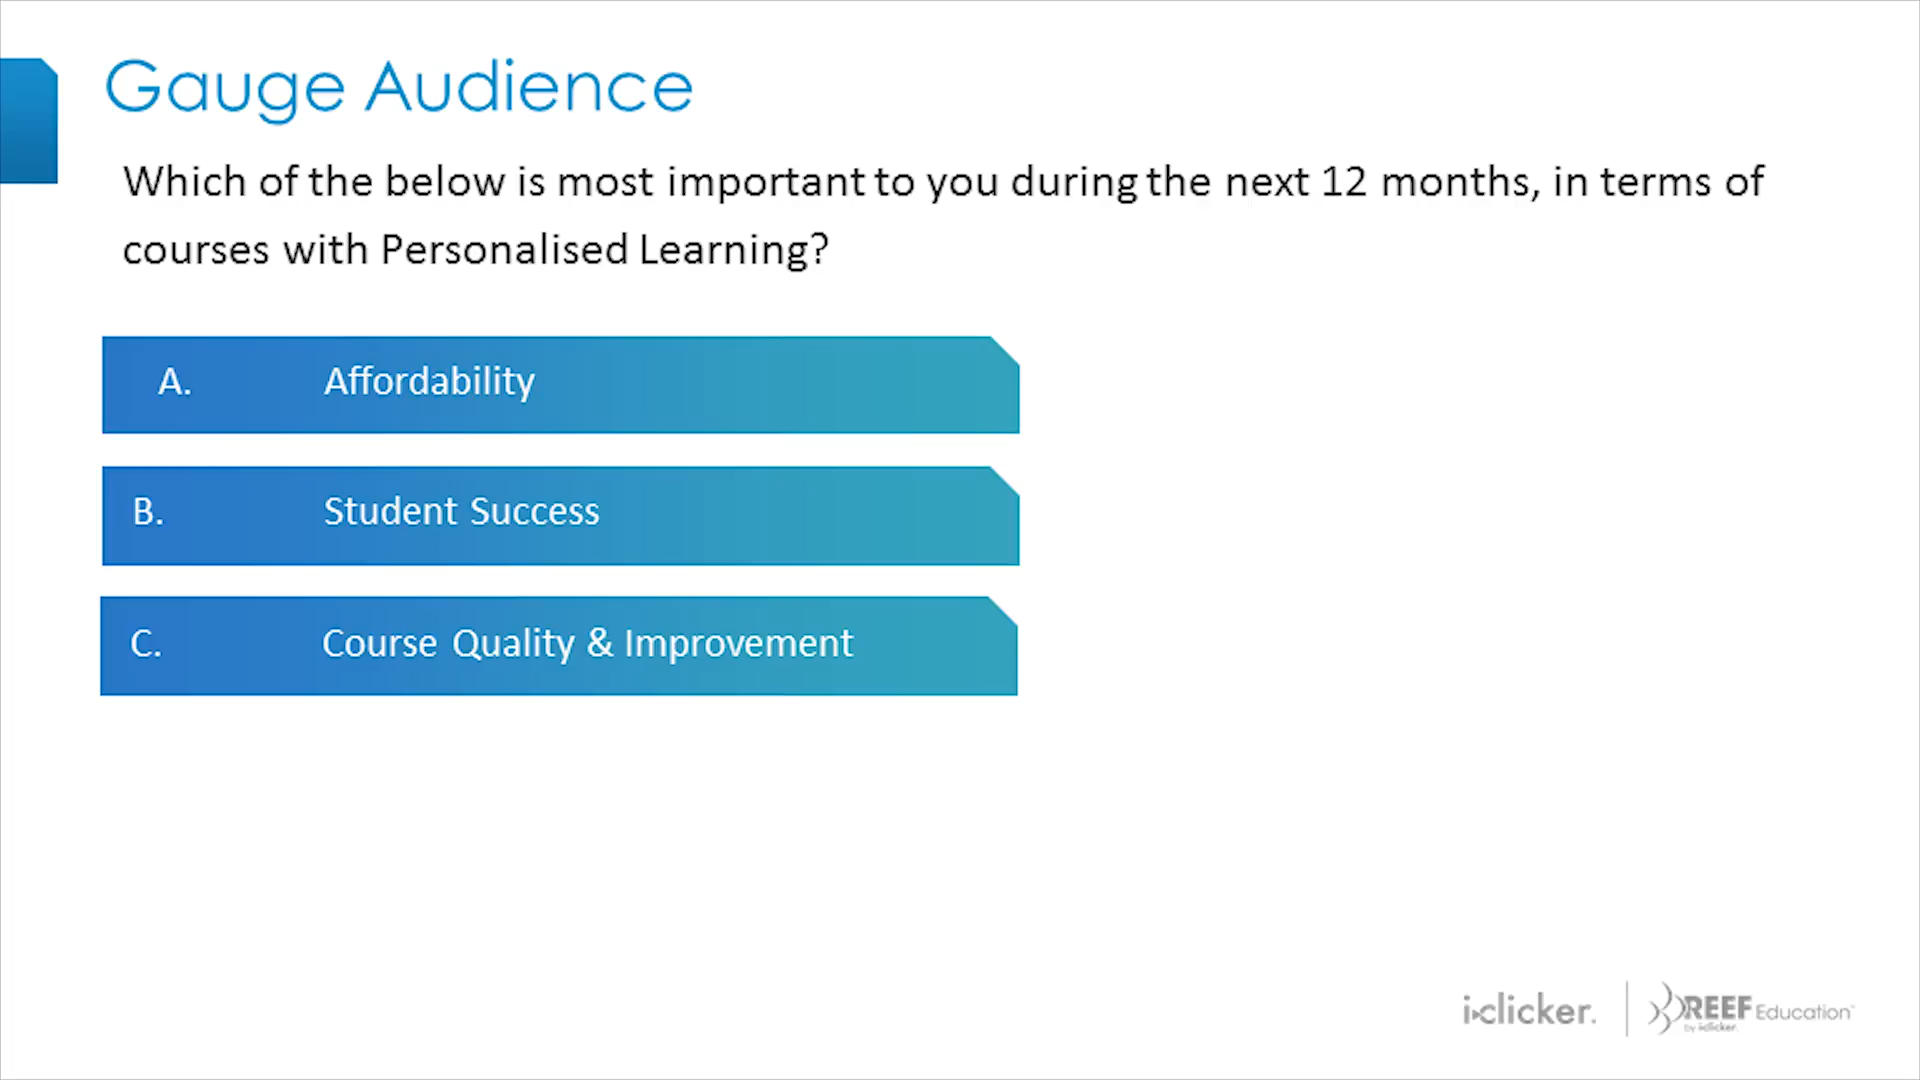 Gauge Audience
Which of the below is most important to you during the next 12 months, in terms of
courses with Personalised Learning?
A. Affordability
B. Student Success
C. Course Quality & Improvement
i>clicker.
REEF Education™
by i>clicker.